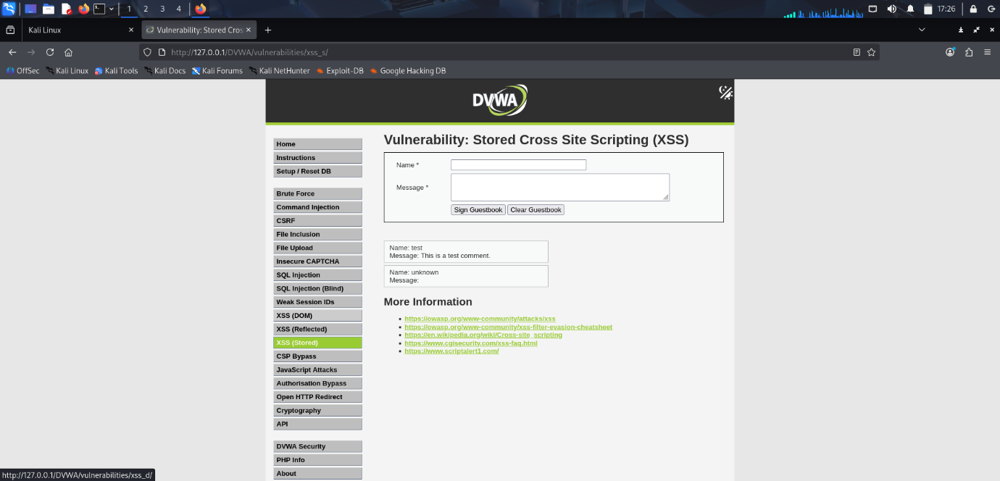 1 2 3 4 17:26
Kali Linux × Vulnerability: Stored Cros ×
http://127.0.0.1/DVWA/vulnerabilities/xss_s/
OffSec Kali Linux Kali Tools Kali Docs Kali Forums Kali NetHunter Exploit-DB Google Hacking DB
DVWA
Home
Instructions
Setup / Reset DB
Brute Force
Command Injection
CSRF
File Inclusion
File Upload
Insecure CAPTCHA
SQL Injection
SQL Injection (Blind)
Weak Session IDs
XSS (DOM)
XSS (Reflected)
XSS (Stored)
CSP Bypass
JavaScript Attacks
Authorisation Bypass
Open HTTP Redirect
Cryptography
API
DVWA Security
PHP Info
About
Vulnerability: Stored Cross Site Scripting (XSS)
Name *
Message *
Sign Guestbook Clear Guestbook
Name: test
Message: This is a test comment.
Name: unknown
Message:
More Information
https://owasp.org/www-community/attacks/xss
https://owasp.org/www-community/xss-filter-evasion-cheatsheet
https://en.wikipedia.org/wiki/Cross-site_scripting
https://www.cgisecurity.com/xss-faq.html
https://www.scriptalert1.com/
http://127.0.0.1/DVWA/vulnerabilities/xss_d/